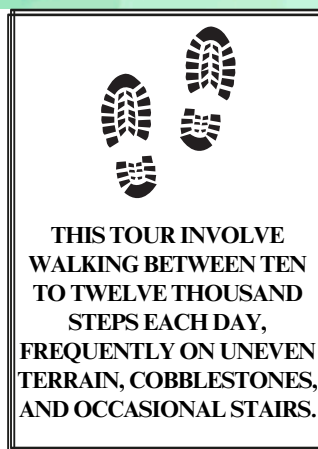 THIS TOUR INVOLVE
WALKING BETWEEN TEN
TO TWELVE THOUSAND
STEPS EACH DAY,
FREQUENTLY ON UNEVEN
TERRAIN, COBBLESTONES,
AND OCCASIONAL STAIRS.